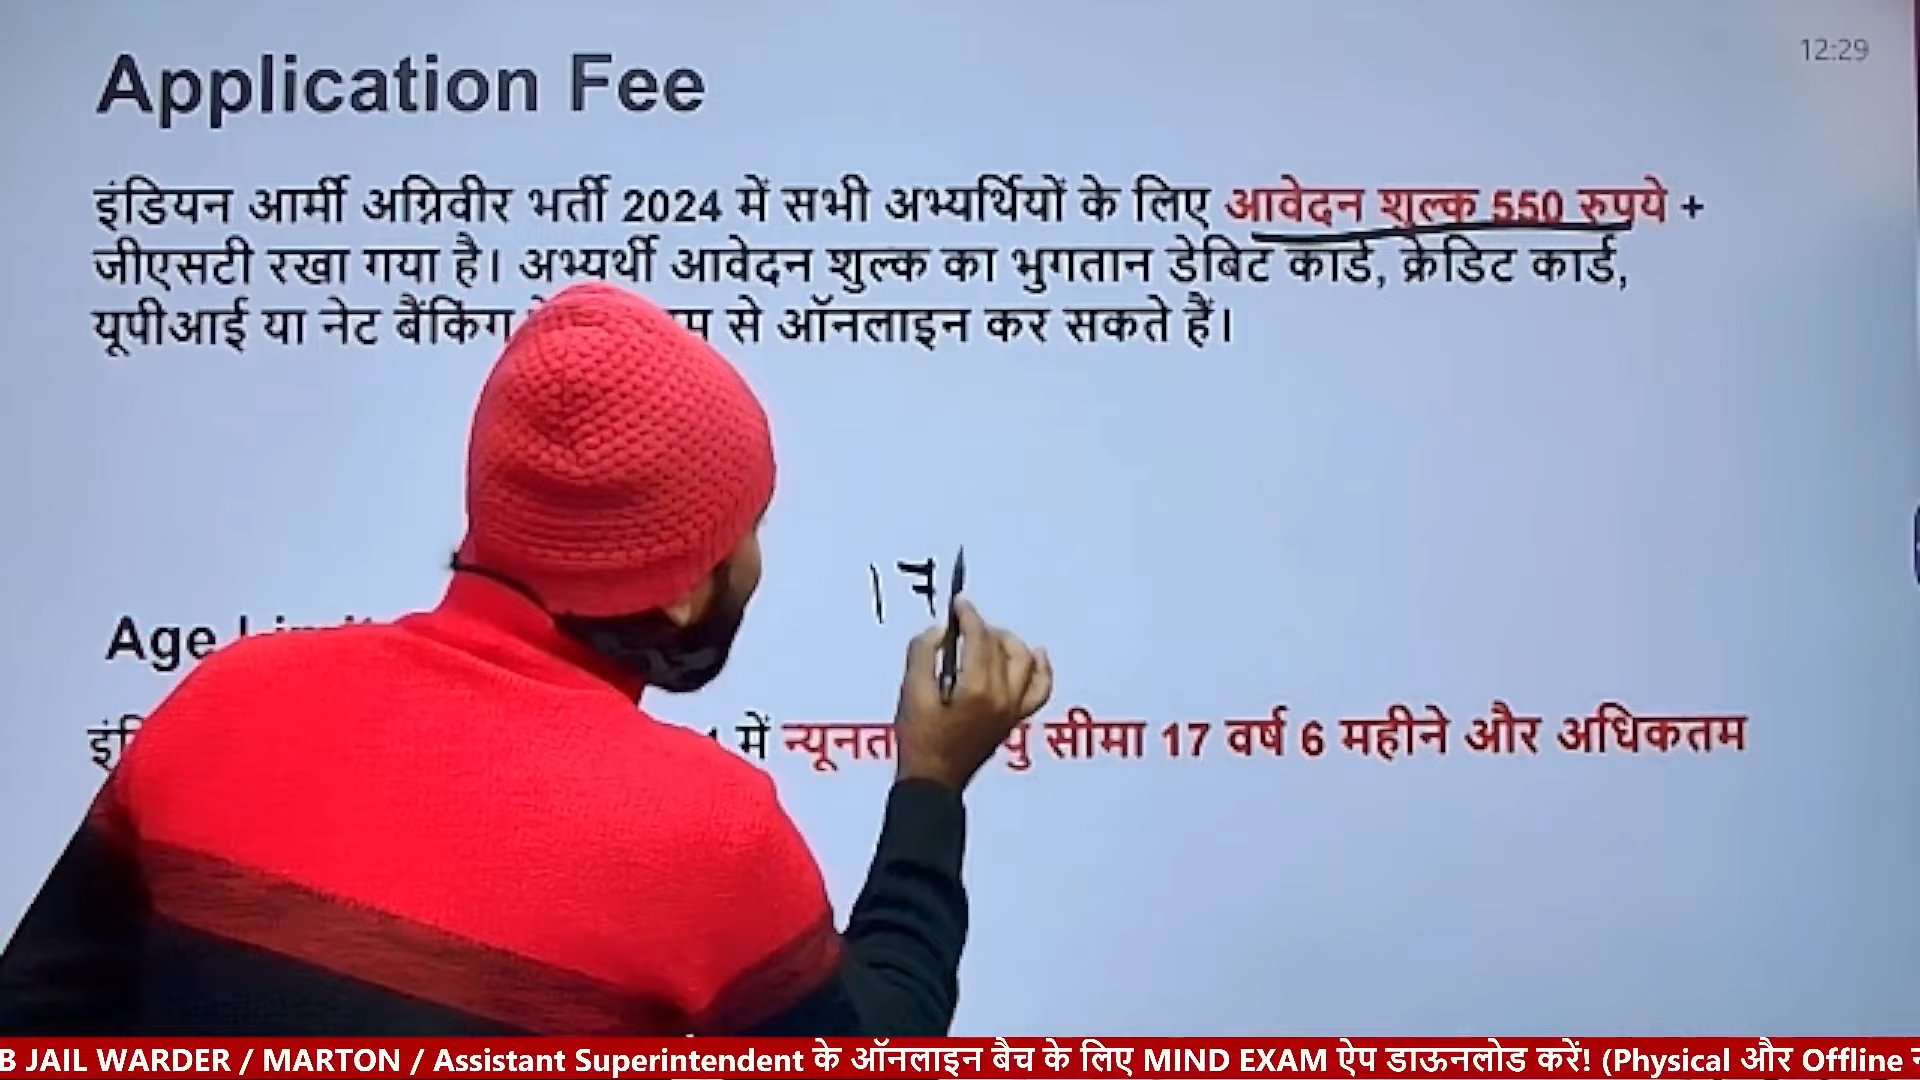 12:29
Application Fee
इंडियन आर्मी अग्निवीर भर्ती 2024 में सभी अभ्यर्थियों के लिए आवेदन शुल्क 550 रुपये +
जीएसटी रखा गया है। अभ्यर्थी आवेदन शुल्क का भुगतान डेबिट कार्ड, क्रेडिट कार्ड,
यूपीआई या नेट बैंकिंग से ऑनलाइन कर सकते हैं।
17
Age
में सीमा 17 वर्ष 6 महीने और अधिकतम
B JAIL WARDER / MARTON / Assistant Superintendent के ऑनलाइन बैच के लिए MIND EXAM ऐप डाऊनलोड करें! (Physical और Offline